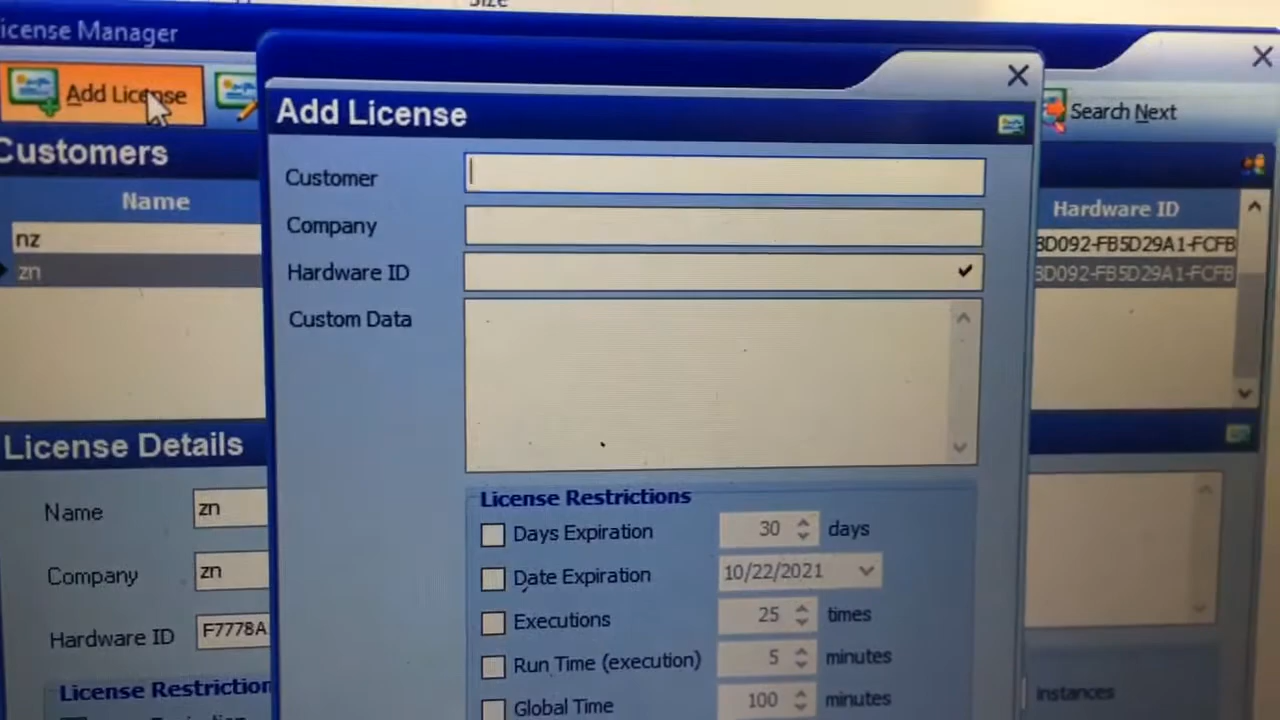 Size
icense Manager
Add License
Search Next
Add License
Customers
Name
Hardware ID
nz
3D092-FB5D29A1-FCFB
zn
3D092-FB5D29A1-FCFB
Customer
Company
Hardware ID
Custom Data
License Details
Name
zn
Company
zn
Hardware ID
F7778A
License Restriction
License Restrictions
Days Expiration
30
days
Date Expiration
10/22/2021
Executions
25
times
Run Time (execution)
5
minutes
Global Time
100
minutes
instances